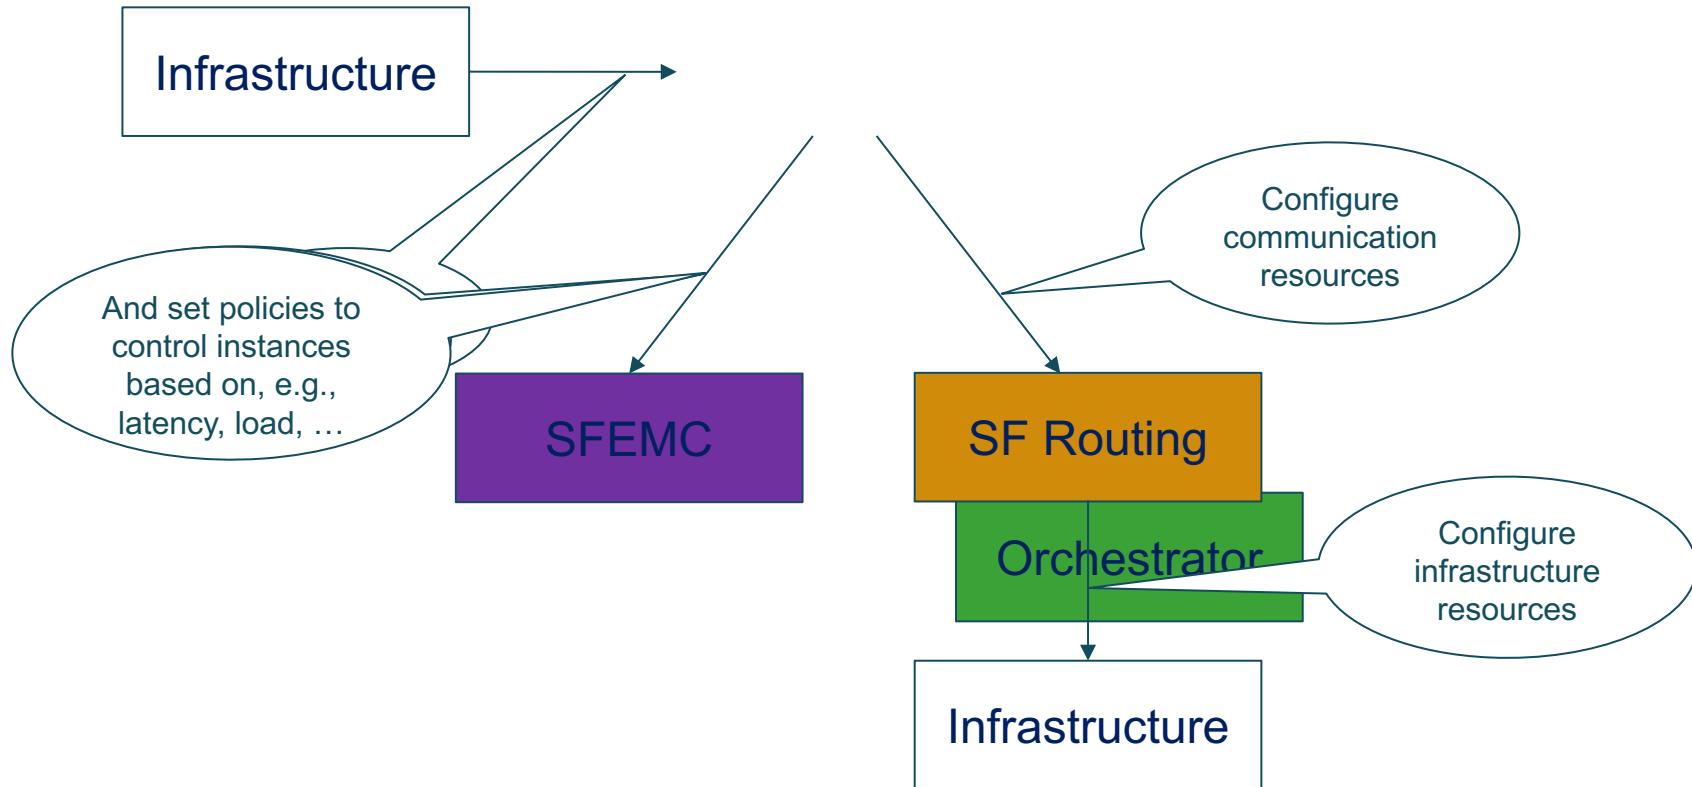 Infrastructure
Configure
communication
resources
And set policies to
control instances
based on, e.g.,
latency, load, …
SFEMC
SF Routing
Orchestrator
Configure
infrastructure
resources
Infrastructure